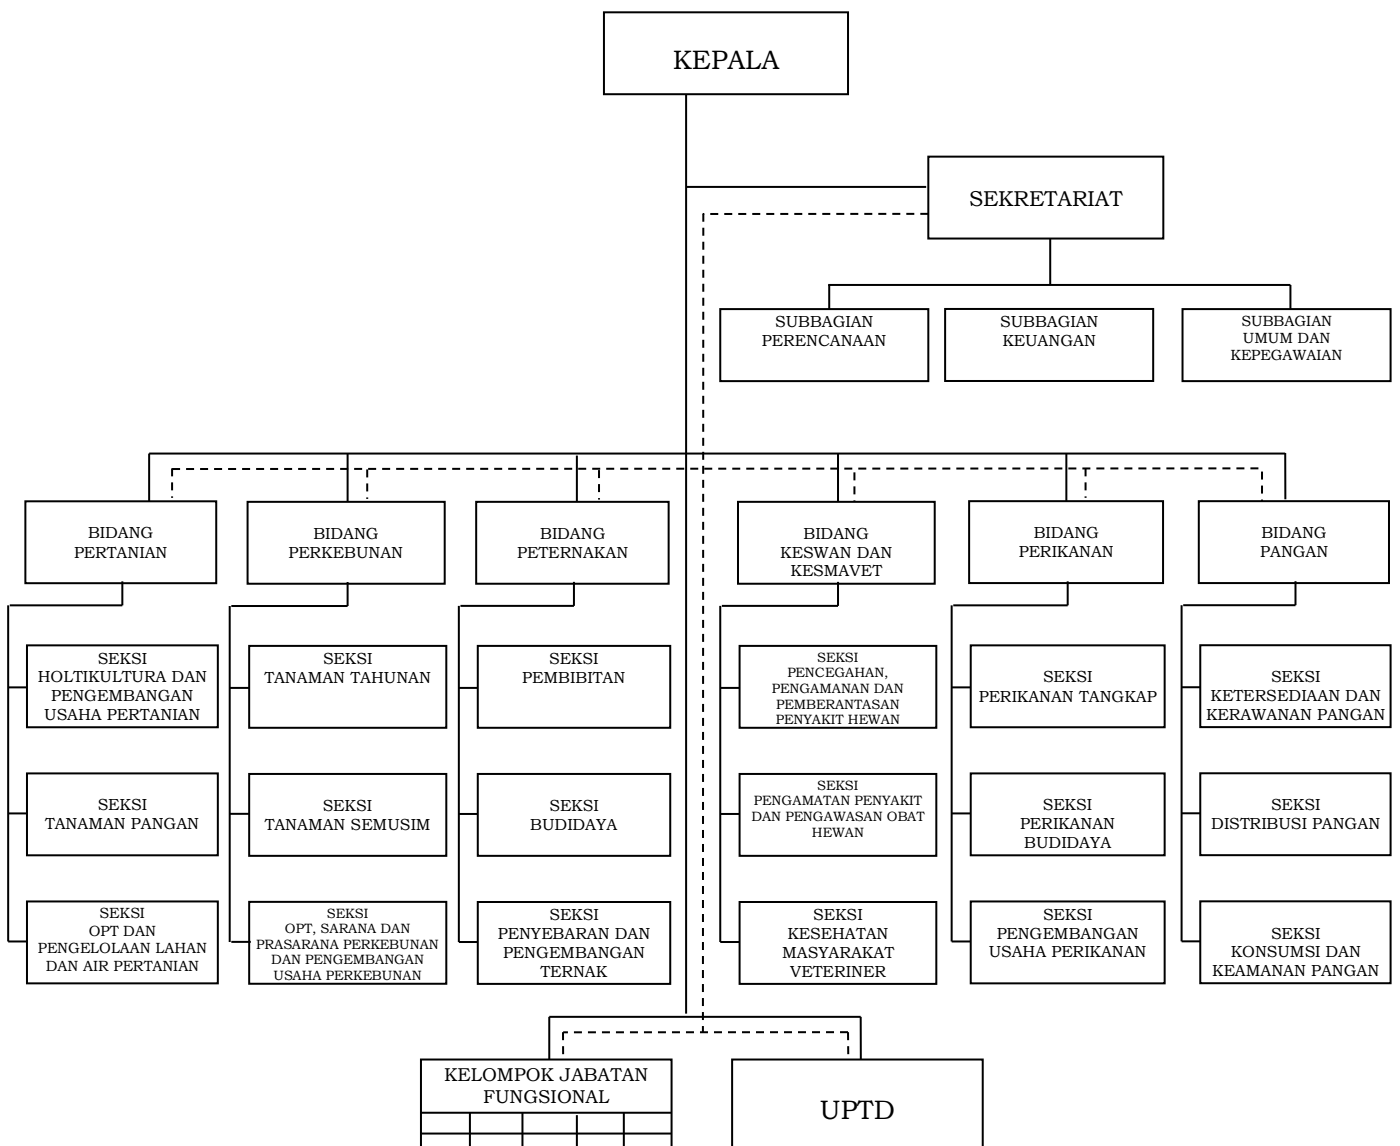 KEPALA
SEKRETARIAT
SUBBAGIAN
PERENCANAAN
SUBBAGIAN
KEUANGAN
SUBBAGIAN
UMUM DAN
KEPEGAWAIAN
BIDANG
PERTANIAN
BIDANG
PERKEBUNAN
BIDANG
PETERNAKAN
BIDANG
KESWAN DAN
KESMAVET
BIDANG
PERIKANAN
BIDANG
PANGAN
SEKSI
HOLTIKULTURA DAN
PENGEMBANGAN
USAHA PERTANIAN
SEKSI
TANAMAN TAHUNAN
SEKSI
PEMBIBITAN
SEKSI
PENCEGAHAN,
PENGAMANAN DAN
PEMBERANTASAN
PENYAKIT HEWAN
SEKSI
PERIKANAN TANGKAP
SEKSI
KETERSEDIAAN DAN
KERAWANAN PANGAN
SEKSI
TANAMAN PANGAN
SEKSI
TANAMAN SEMUSIM
SEKSI
BUDIDAYA
SEKSI
PENGAMATAN PENYAKIT
DAN PENGAWASAN OBAT
HEWAN
SEKSI
PERIKANAN
BUDIDAYA
SEKSI
DISTRIBUSI PANGAN
SEKSI
OPT DAN
PENGELOLAAN LAHAN
DAN AIR PERTANIAN
SEKSI
OPT, SARANA DAN
PRASARANA PERKEBUNAN
DAN PENGEMBANGAN
USAHA PERKEBUNAN
SEKSI
PENYEBARAN DAN
PENGEMBANGAN
TERNAK
SEKSI
KESEHATAN
MASYARAKAT
VETERINER
SEKSI
PENGEMBANGAN
USAHA PERIKANAN
SEKSI
KONSUMSI DAN
KEAMANAN PANGAN
KELOMPOK JABATAN
FUNGSIONAL
UPTD